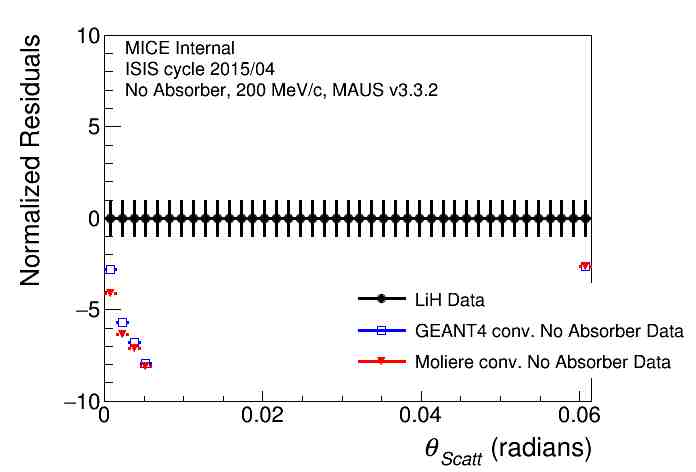 MICE Internal
ISIS cycle 2015/04
No Absorber, 200 MeV/c, MAUS v3.3.2
Normalized Residuals
10
5
0
−5
−10
LiH Data
GEANT4 conv. No Absorber Data
Moliere conv. No Absorber Data
0 0.02 0.04 0.06
θ_Scatt (radians)